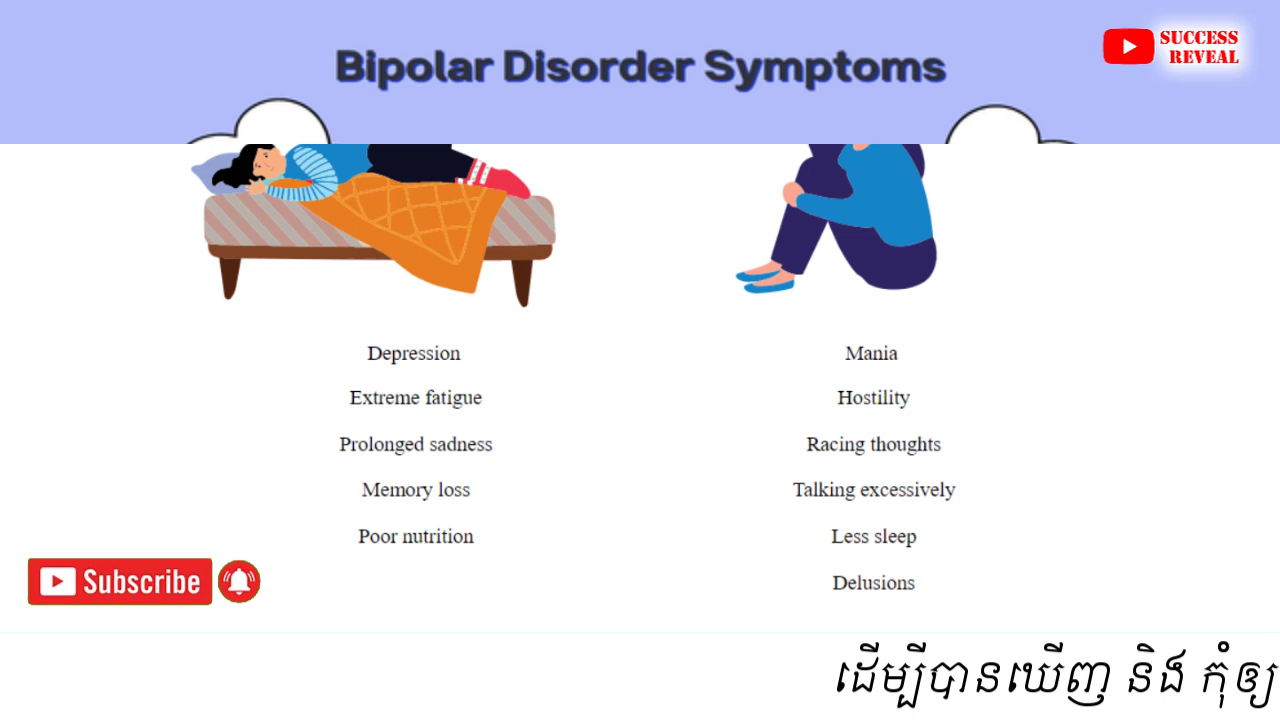 Bipolar Disorder Symptoms
SUCCESS
REVEAL
Depression
Extreme fatigue
Prolonged sadness
Memory loss
Poor nutrition
Mania
Hostility
Racing thoughts
Talking excessively
Less sleep
Delusions
Subscribe
ដើម្បីបានឃើញ និង កុំឲ្យ